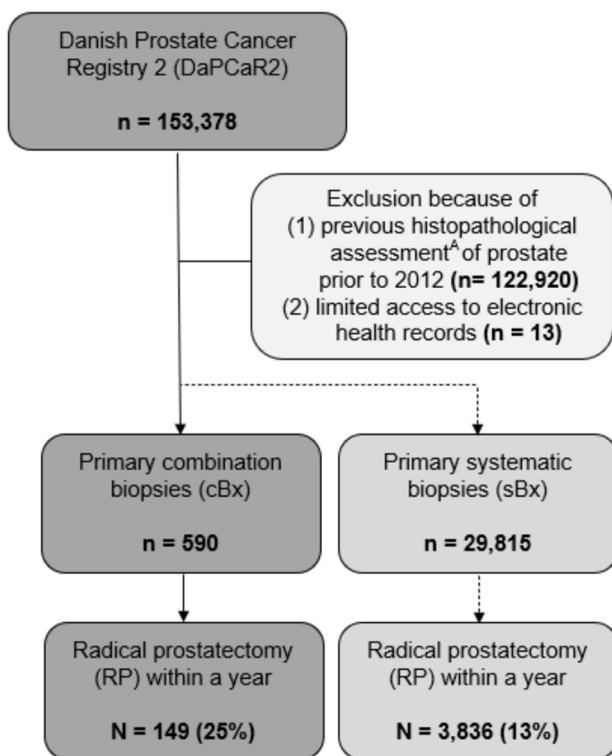 Danish Prostate Cancer
Registry 2 (DaPCaR2)
n = 153,378
Exclusion because of
(1) previous histopathological
assessmentᴬ of prostate
prior to 2012 (n= 122,920)
(2) limited access to electronic
health records (n = 13)
Primary combination
biopsies (cBx)
n = 590
Primary systematic
biopsies (sBx)
n = 29,815
Radical prostatectomy
(RP) within a year
N = 149 (25%)
Radical prostatectomy
(RP) within a year
N = 3,836 (13%)